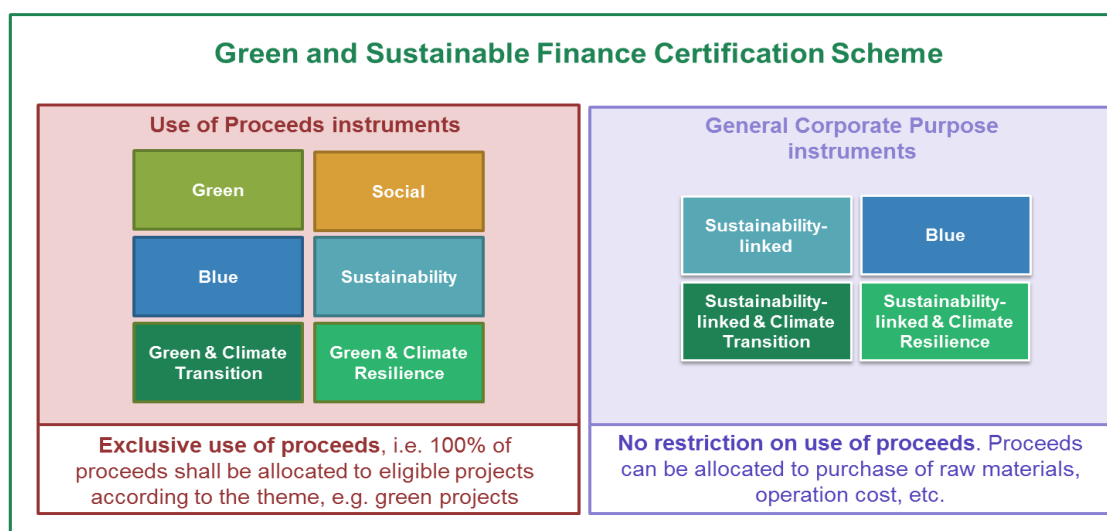 Green and Sustainable Finance Certification Scheme
Use of Proceeds instruments
Green
Social
Blue
Sustainability
Green & Climate
Transition
Green & Climate
Resilience
Exclusive use of proceeds, i.e. 100% of
proceeds shall be allocated to eligible projects
according to the theme, e.g. green projects
General Corporate Purpose
instruments
Sustainability-
linked
Blue
Sustainability-
linked & Climate
Transition
Sustainability-
linked & Climate
Resilience
No restriction on use of proceeds. Proceeds
can be allocated to purchase of raw materials,
operation cost, etc.